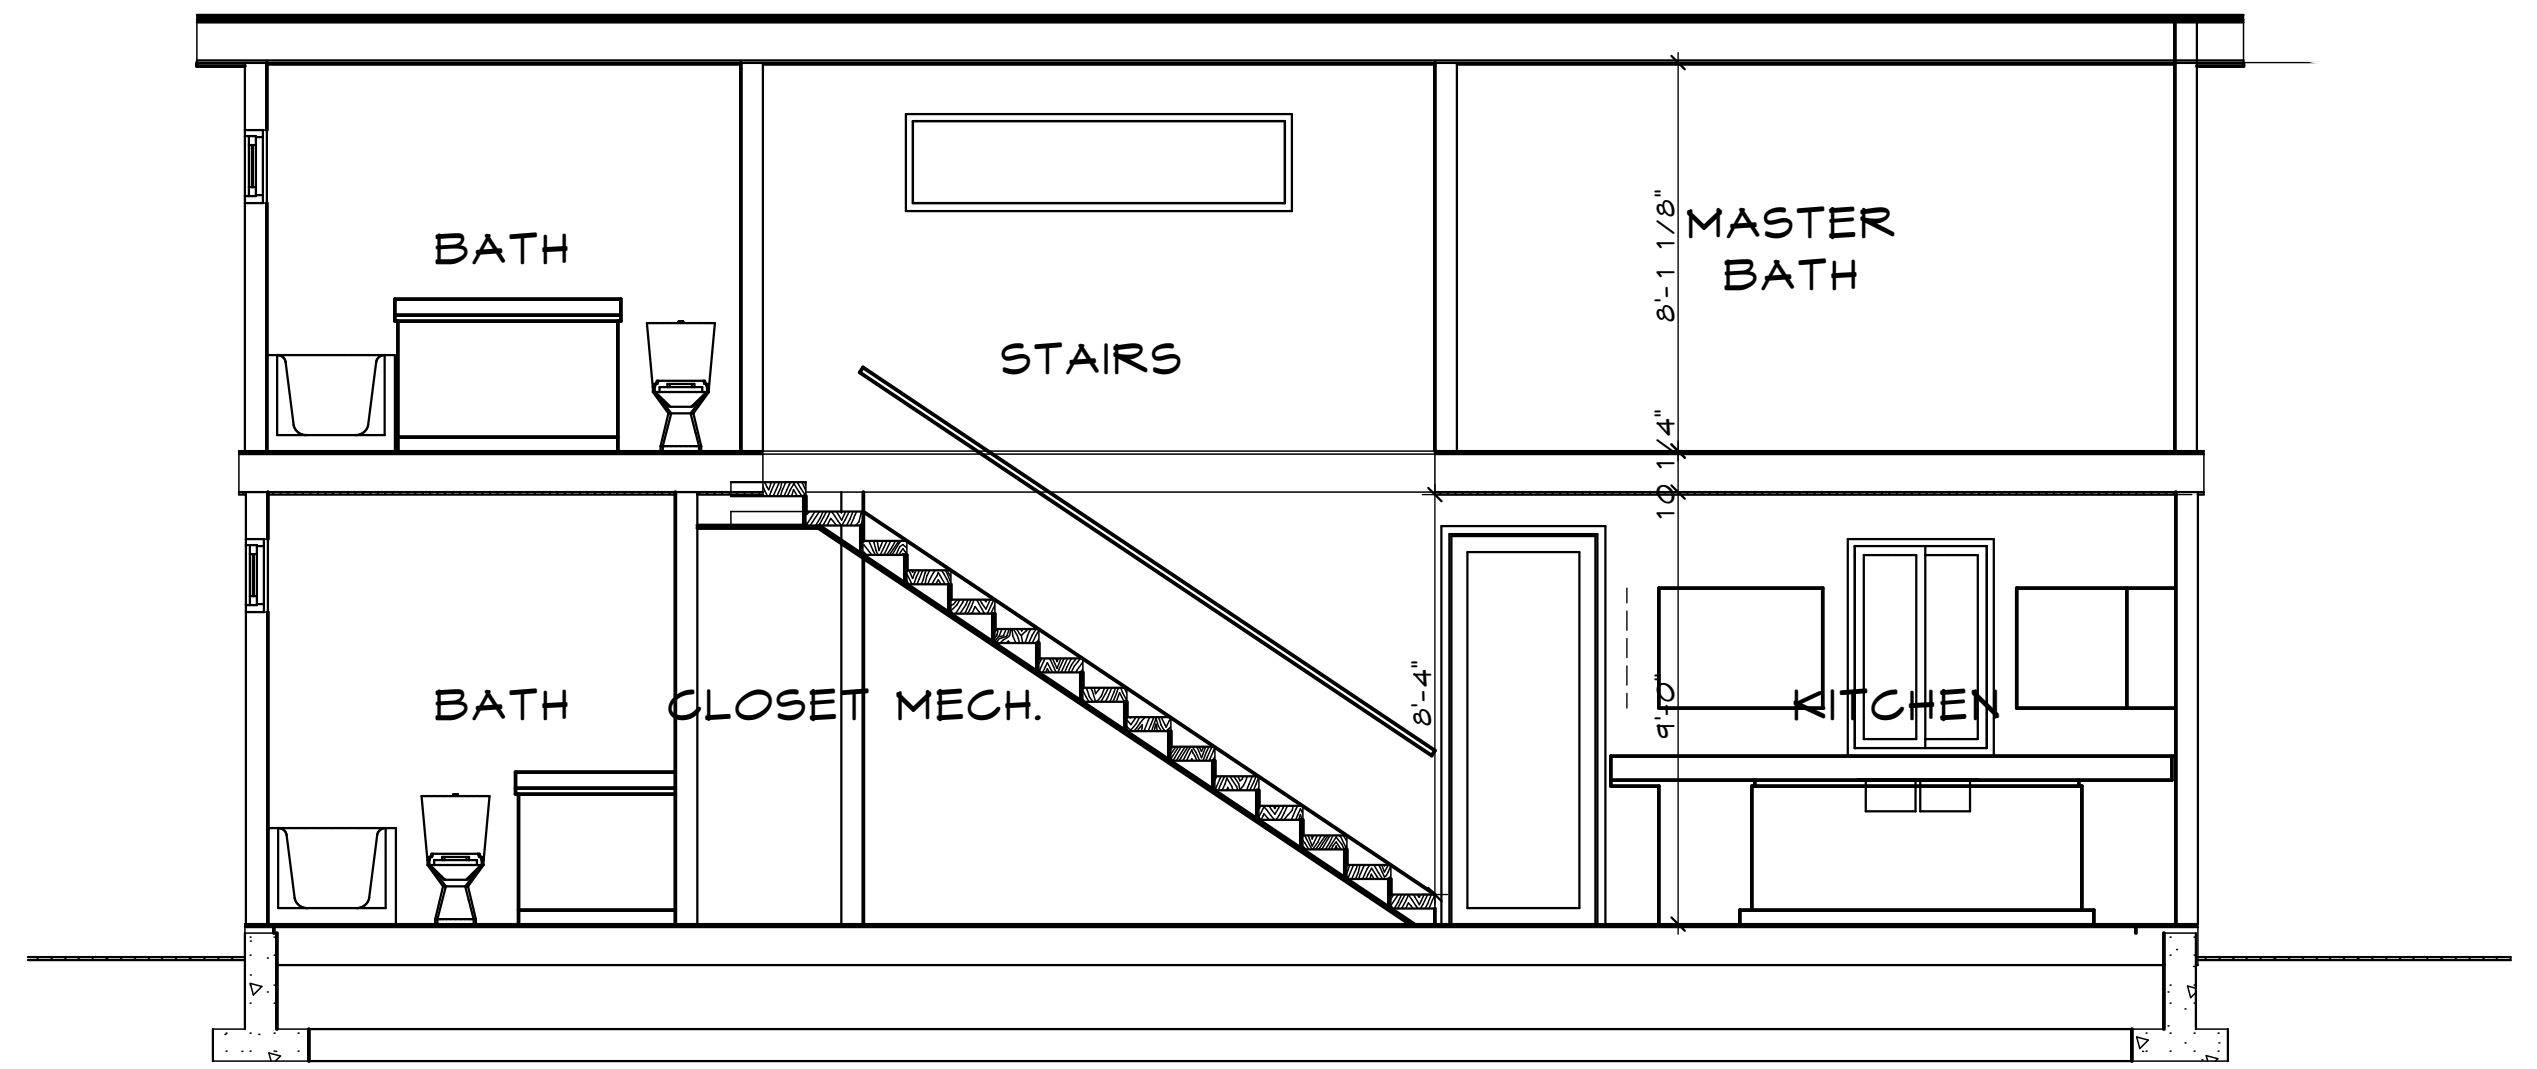 8'-1 1/8"
MASTER
BATH
BATH
STAIRS
10 1/4"
BATH
CLOSET
MECH.
8'-4"
9'-0"
KITCHEN